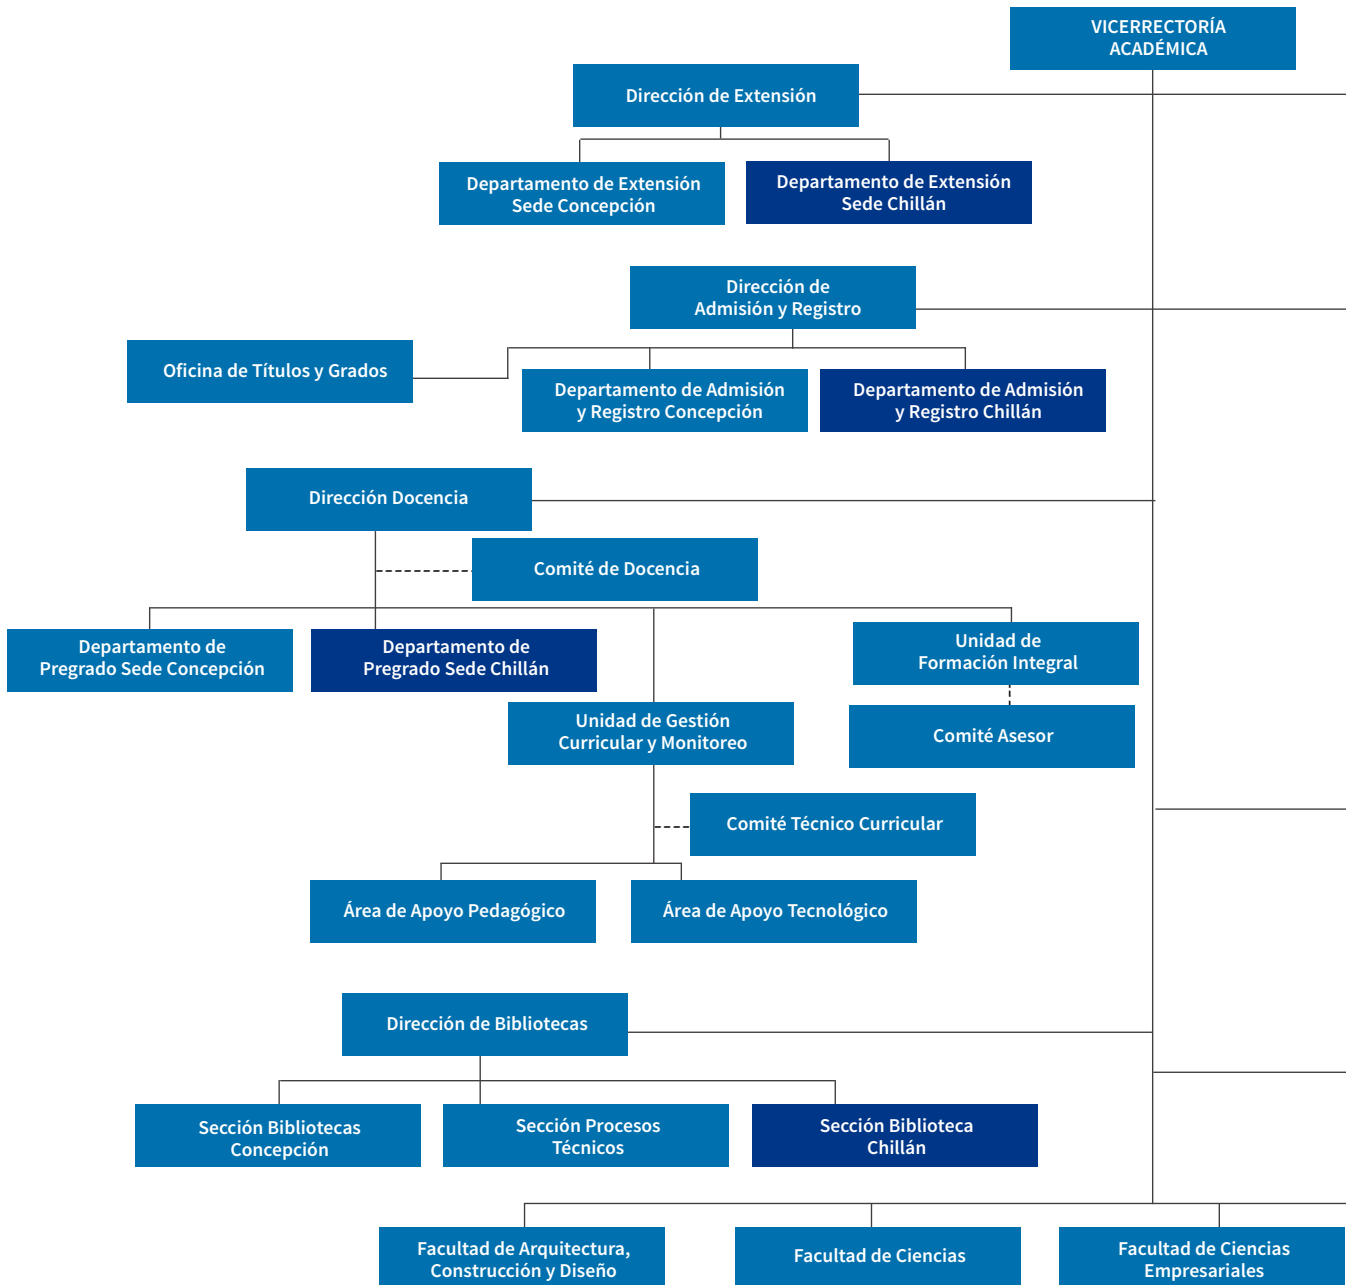 VICERRECTORÍA
ACADÉMICA
Dirección de Extensión
Departamento de Extensión
Sede Concepción
Departamento de Extensión
Sede Chillán
Dirección de
Admisión y Registro
Oficina de Títulos y Grados
Departamento de Admisión
y Registro Concepción
Departamento de Admisión
y Registro Chillán
Dirección Docencia
Comité de Docencia
Departamento de
Pregrado Sede Concepción
Departamento de
Pregrado Sede Chillán
Unidad de
Formación Integral
Unidad de Gestión
Curricular y Monitoreo
Comité Asesor
Comité Técnico Curricular
Área de Apoyo Pedagógico
Área de Apoyo Tecnológico
Dirección de Bibliotecas
Sección Bibliotecas
Concepción
Sección Procesos
Técnicos
Sección Biblioteca
Chillán
Facultad de Arquitectura,
Construcción y Diseño
Facultad de Ciencias
Facultad de Ciencias
Empresariales